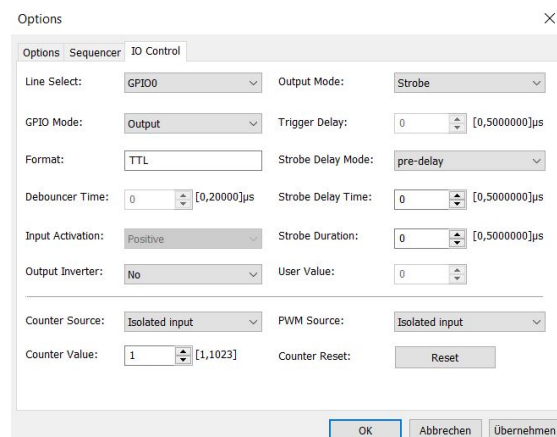 Options
Options Sequencer IO Control
Line Select: GPIO0 Output Mode: Strobe
GPIO Mode: Output Trigger Delay: 0 [0,5000000]µs
Format: TTL Strobe Delay Mode: pre-delay
Debouncer Time: 0 [0,20000]µs Strobe Delay Time: 0 [0,5000000]µs
Input Activation: Positive Strobe Duration: 0 [0,5000000]µs
Output Inverter: No User Value: 0
Counter Source: Isolated input PWM Source: Isolated input
Counter Value: 1 [1,1023] Counter Reset: Reset
OK Abbrechen Übernehmen